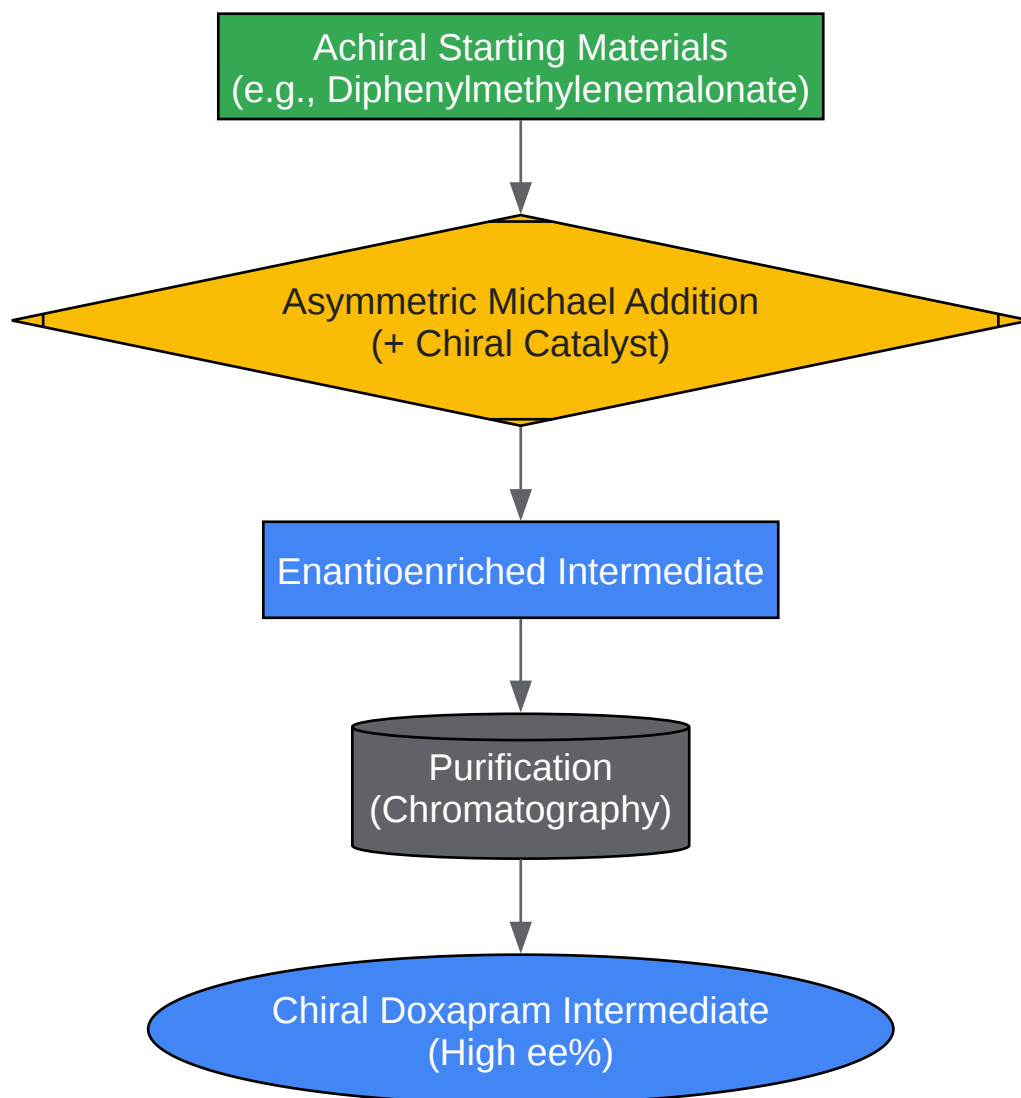 Achiral Starting Materials
(e.g., Diphenylmethylenemalonate)
Asymmetric Michael Addition
(+ Chiral Catalyst)
Enantioenriched Intermediate
Purification
(Chromatography)
Chiral Doxapram Intermediate
(High ee%)